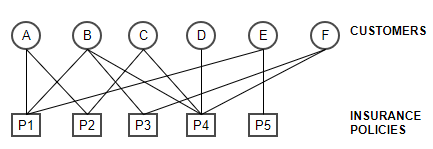 A B C D E F CUSTOMERS
P1 P2 P3 P4 P5 INSURANCE
POLICIES